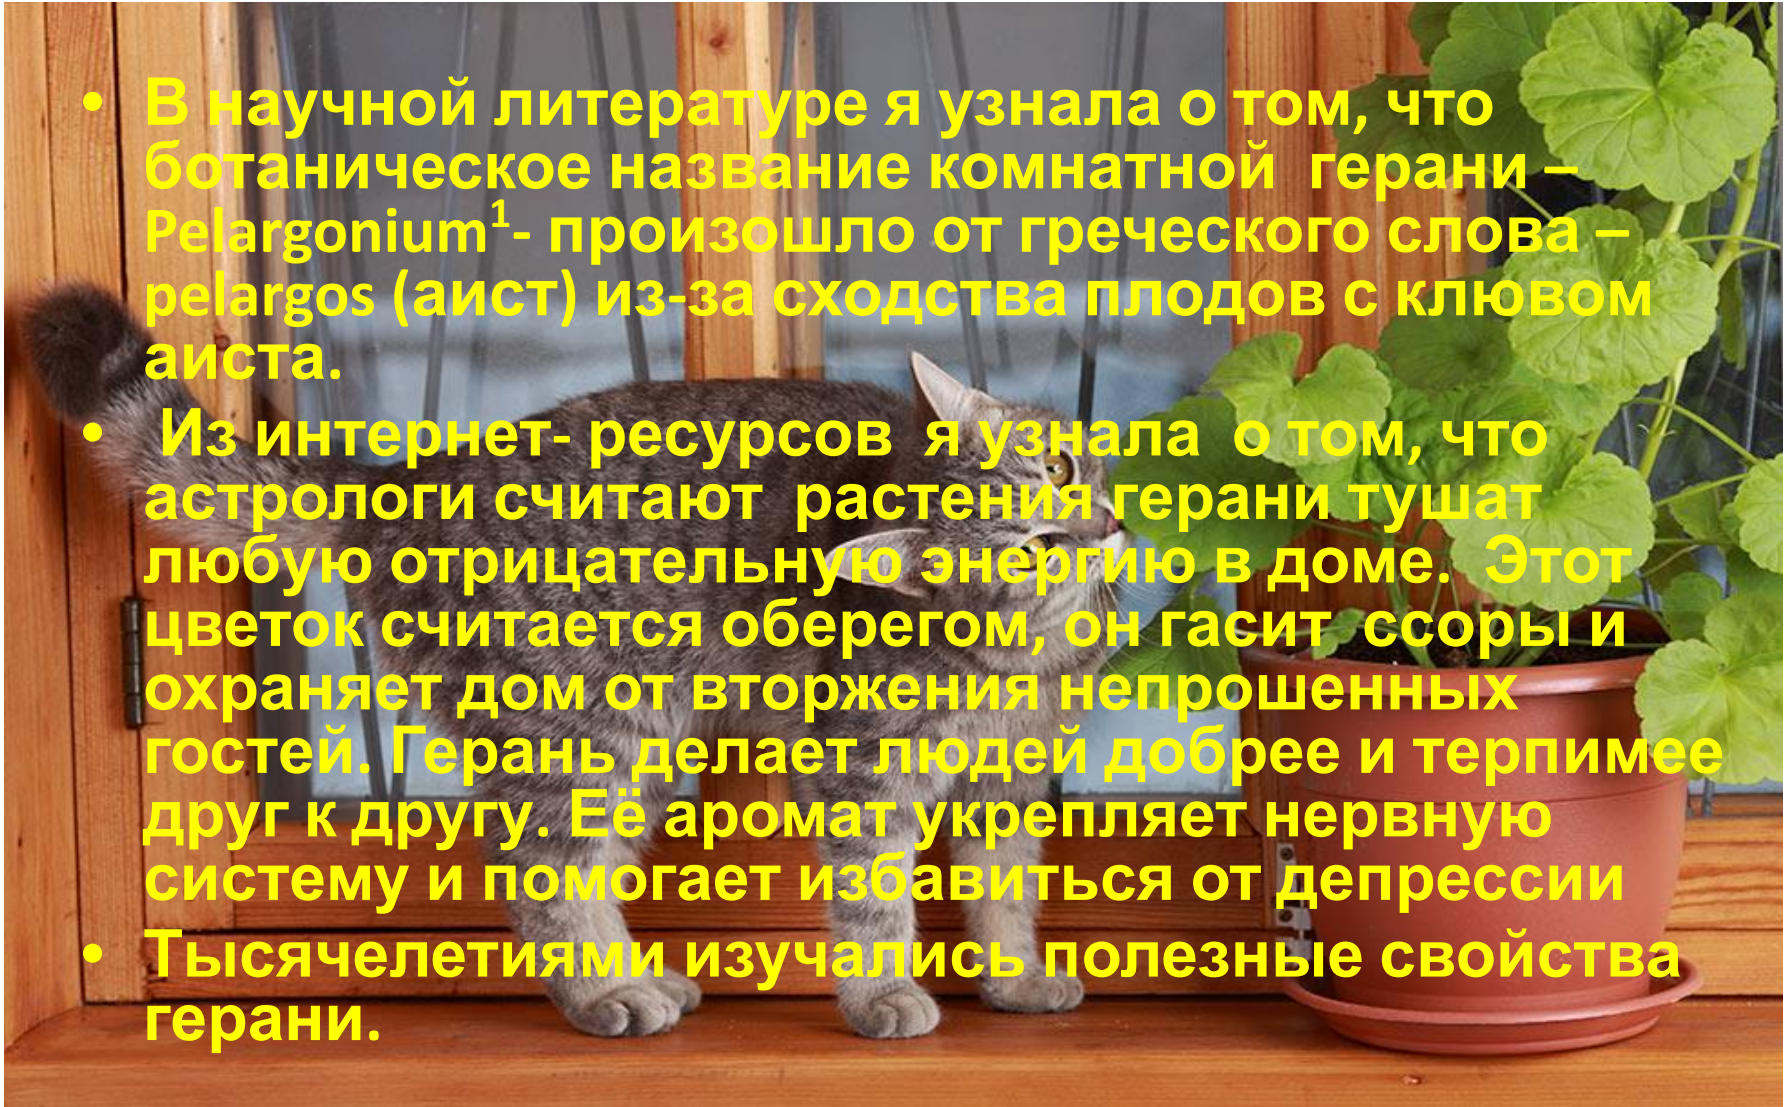 • В научной литературе я узнала о том, что
ботаническое название комнатной  герани –
Pelargonium¹- произошло от греческого слова –
pelargos (аист) из-за сходства плодов с клювом
аиста.
•  Из интернет- ресурсов  я узнала  о том, что
астрологи считают  растения герани тушат
любую отрицательную энергию в доме.  Этот
цветок считается оберегом, он гасит  ссоры и
охраняет дом от вторжения непрошенных
гостей. Герань делает людей добрее и терпимее
друг к другу. Её аромат укрепляет нервную
систему и помогает избавиться от депрессии
• Тысячелетиями изучались полезные свойства
герани.